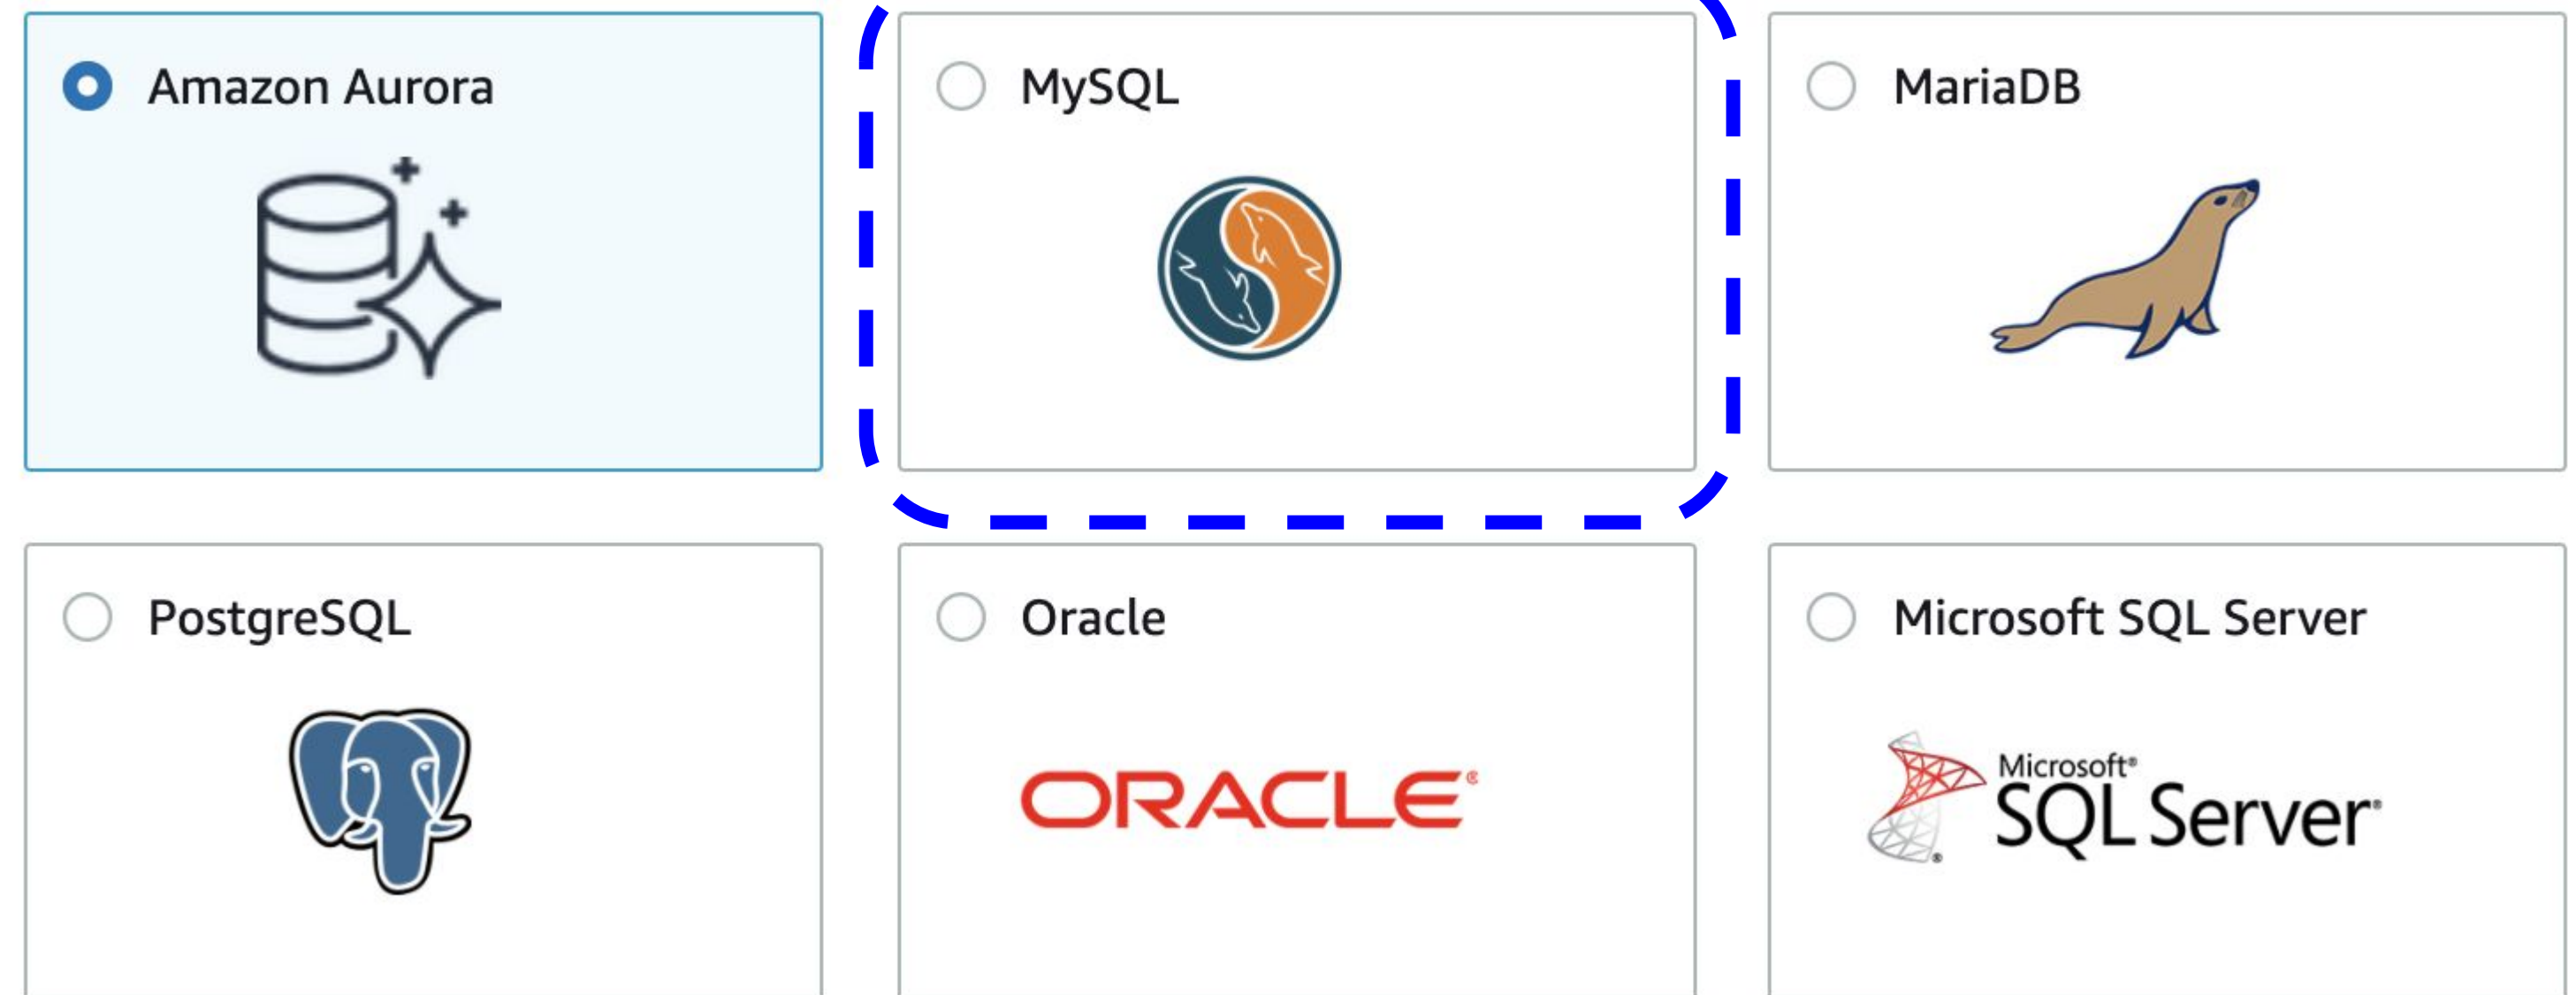 Amazon Aurora
MySQL
MariaDB
PostgreSQL
Oracle
Microsoft SQL Server
ORACLE®
Microsoft®
SQL Server®
®